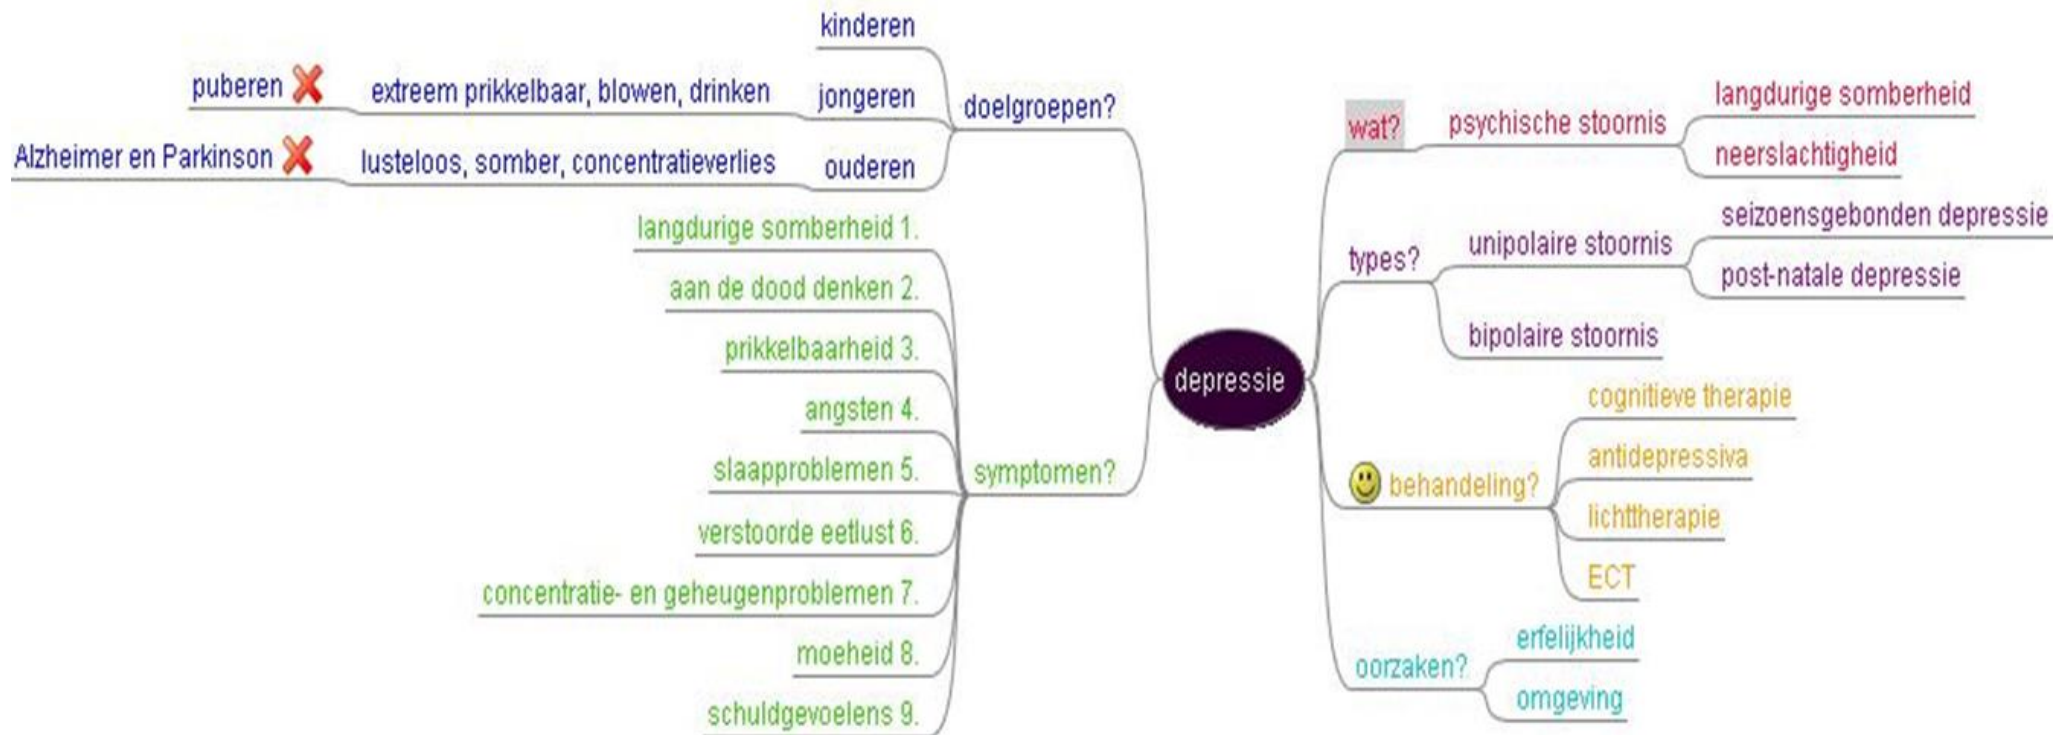 depressie
wat?
psychische stoornis
langdurige somberheid
neerslachtigheid
types?
unipolaire stoornis
seizoensgebonden depressie
post-natale depressie
bipolaire stoornis
behandeling?
cognitieve therapie
antidepressiva
lichttherapie
ECT
oorzaken?
erfelijkheid
omgeving
doelgroepen?
kinderen
jongeren
extreem prikkelbaar, blowen, drinken
puberen
ouderen
lusteloos, somber, concentratieverlies
Alzheimer en Parkinson
symptomen?
langdurige somberheid 1.
aan de dood denken 2.
prikkelbaarheid 3.
angsten 4.
slaapproblemen 5.
verstoorde eetlust 6.
concentratie- en geheugenproblemen 7.
moeheid 8.
schuldgevoelens 9.